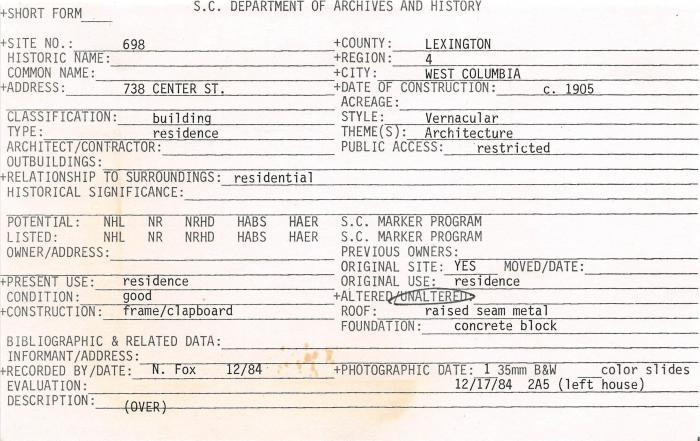 S.C. DEPARTMENT OF ARCHIVES AND HISTORY
+SHORT FORM
+SITE NO.: 698 +COUNTY: LEXINGTON
HISTORIC NAME: +REGION: 4
COMMON NAME: +CITY: WEST COLUMBIA
+ADDRESS: 738 CENTER ST. +DATE OF CONSTRUCTION: c. 1905
ACREAGE:
CLASSIFICATION: building STYLE: Vernacular
TYPE: residence THEME(S): Architecture
ARCHITECT/CONTRACTOR: PUBLIC ACCESS: restricted
OUTBUILDINGS:
+RELATIONSHIP TO SURROUNDINGS: residential
HISTORICAL SIGNIFICANCE:
POTENTIAL: NHL NR NRHD HABS HAER S.C. MARKER PROGRAM
LISTED: NHL NR NRHD HABS HAER S.C. MARKER PROGRAM
OWNER/ADDRESS: PREVIOUS OWNERS:
ORIGINAL SITE: YES MOVED/DATE:
+PRESENT USE: residence ORIGINAL USE: residence
CONDITION: good +ALTERED/UNALTERED
+CONSTRUCTION: frame/clapboard ROOF: raised seam metal
FOUNDATION: concrete block
BIBLIOGRAPHIC & RELATED DATA:
INFORMANT/ADDRESS:
+RECORDED BY/DATE: N. Fox 12/84 +PHOTOGRAPHIC DATE: 1 35mm B&W color slides
EVALUATION: 12/17/84 2A5 (left house)
DESCRIPTION: (OVER)